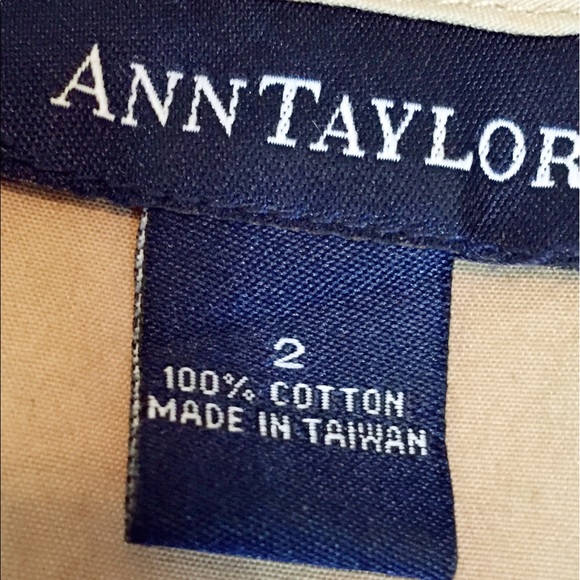 ANNTAYLOR
2
100% COTTON
MADE IN TAIWAN